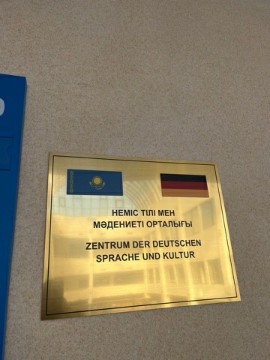 НЕМІС ТІЛІ МЕН
МӘДЕНИЕТІ ОРТАЛЫҒЫ
ZENTRUM DER DEUTSCHEN
SPRACHE UND KULTUR